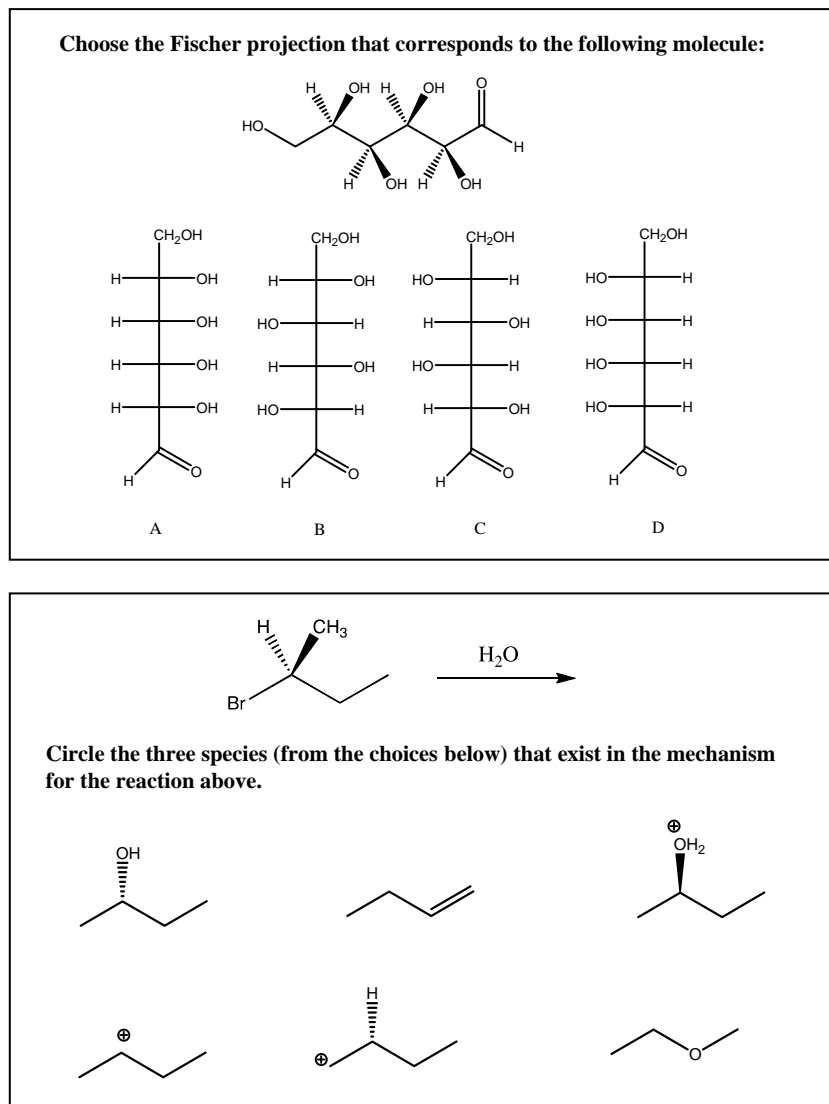 Choose the Fischer projection that corresponds to the following molecule:
H OH H OH O
HO H
H OH H OH
CH2OH CH2OH CH2OH CH2OH
H OH H OH HO H HO H
H OH HO H H OH HO H
H OH H OH HO H HO H
H OH HO H H OH HO H
H O H O H O H O
A B C D
H CH3
H2O
Br
Circle the three species (from the choices below) that exist in the mechanism
for the reaction above.
⊕
OH OH2
H
⊕ ⊕
O